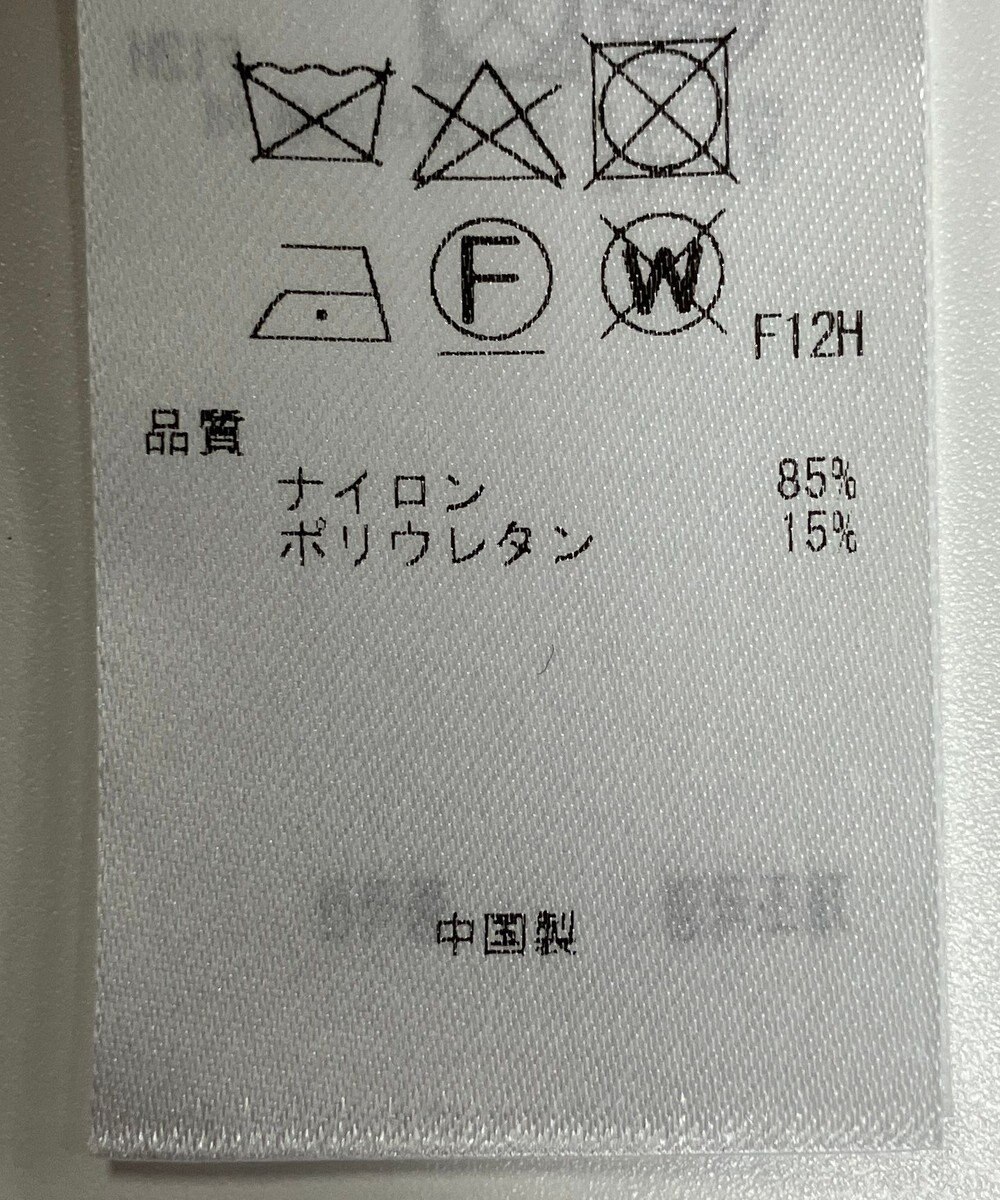 F W F12H
品質
ナイロン 85%
ポリウレタン 15%
中国製